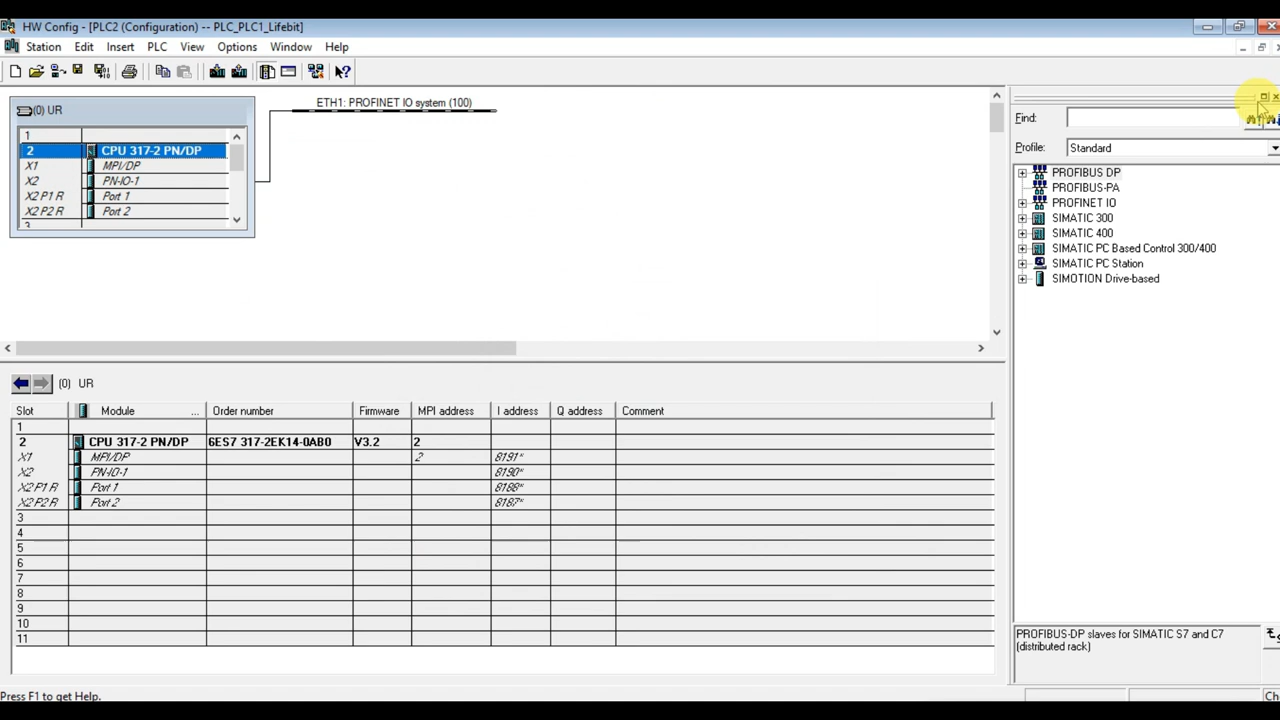 HW Config - [PLC2 (Configuration) -- PLC_PLC1_Lifebit]
Station Edit Insert PLC View Options Window Help
(0) UR
1
2 CPU 317-2 PN/DP
X1 MPI/DP
X2 PN-IO-1
X2 P1 R Port 1
X2 P2 R Port 2
3
ETH1: PROFINET IO system (100)
Find:
Profile: Standard
PROFIBUS DP
PROFIBUS-PA
PROFINET IO
SIMATIC 300
SIMATIC 400
SIMATIC PC Based Control 300/400
SIMATIC PC Station
SIMOTION Drive-based
(0) UR
Slot Module ... Order number Firmware MPI address I address Q address Comment
1
2 CPU 317-2 PN/DP 6ES7 317-2EK14-0AB0 V3.2 2
X1 MPI/DP 2 8191*
X2 PN-IO-1 8190*
X2 P1 R Port 1 8188*
X2 P2 R Port 2 8187*
3
4
5
6
7
8
9
10
11
PROFIBUS-DP slaves for SIMATIC S7 and C7
(distributed rack)
Press F1 to get Help.
Ch